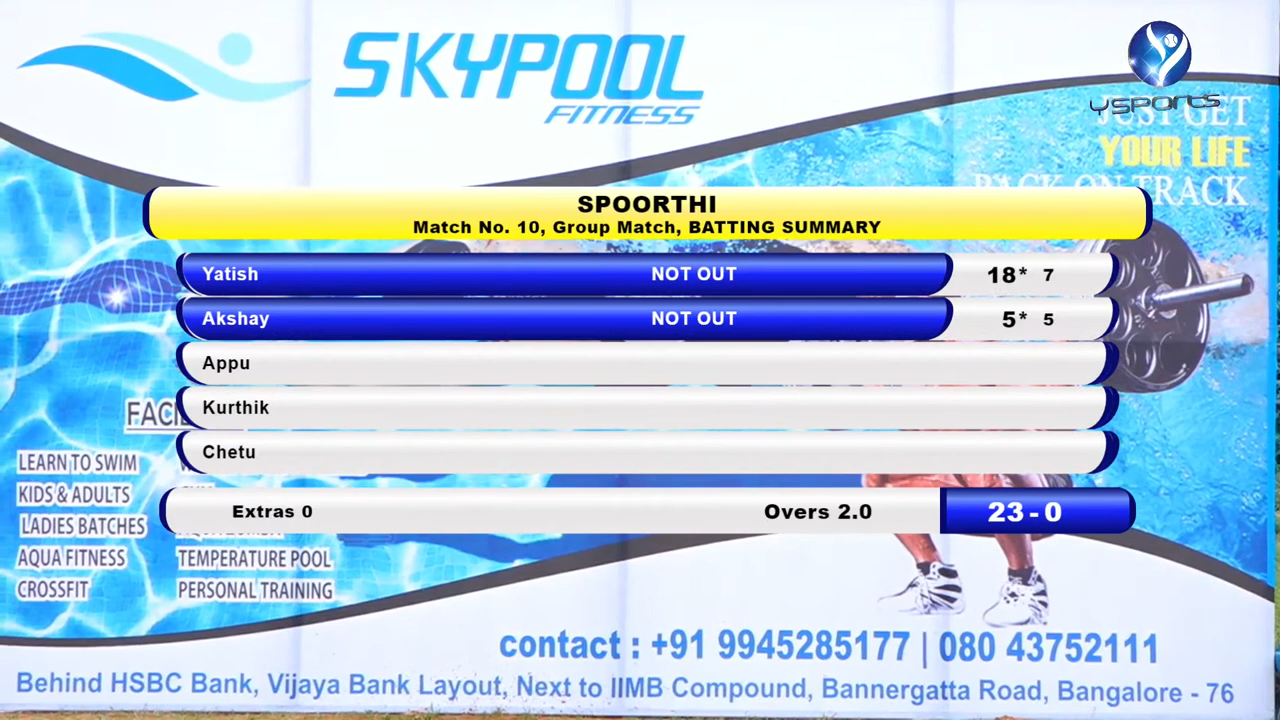 SKYPOOL
FITNESS
YSPORTS
JUST GET
YOUR LIFE
BACK ON TRACK
SPOORTHI
Match No. 10, Group Match, BATTING SUMMARY
Yatish NOT OUT 18* 7
Akshay NOT OUT 5* 5
Appu
Kurthik
Chetu
Extras 0 Overs 2.0 23-0
LEARN TO SWIM
KIDS & ADULTS
LADIES BATCHES
AQUA FITNESS TEMPERATURE POOL
CROSSFIT PERSONAL TRAINING
contact : +91 9945285177 | 080 43752111
Behind HSBC Bank, Vijaya Bank Layout, Next to IIMB Compound, Bannergatta Road, Bangalore - 76